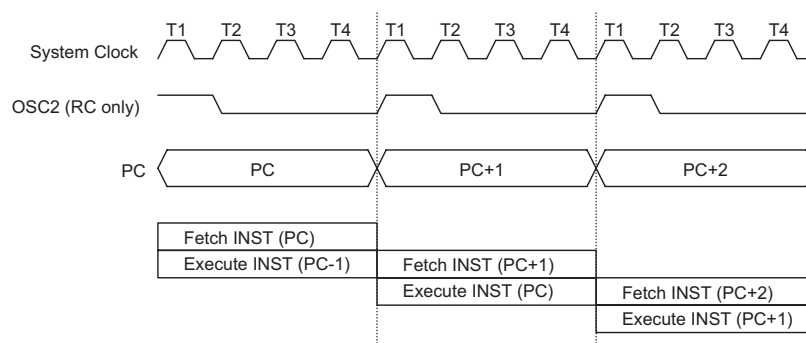 T1 T2 T3 T4 T1 T2 T3 T4 T1 T2 T3 T4
System Clock
OSC2 (RC only)
PC PC PC+1 PC+2
Fetch INST (PC)
Execute INST (PC-1) Fetch INST (PC+1)
Execute INST (PC) Fetch INST (PC+2)
Execute INST (PC+1)